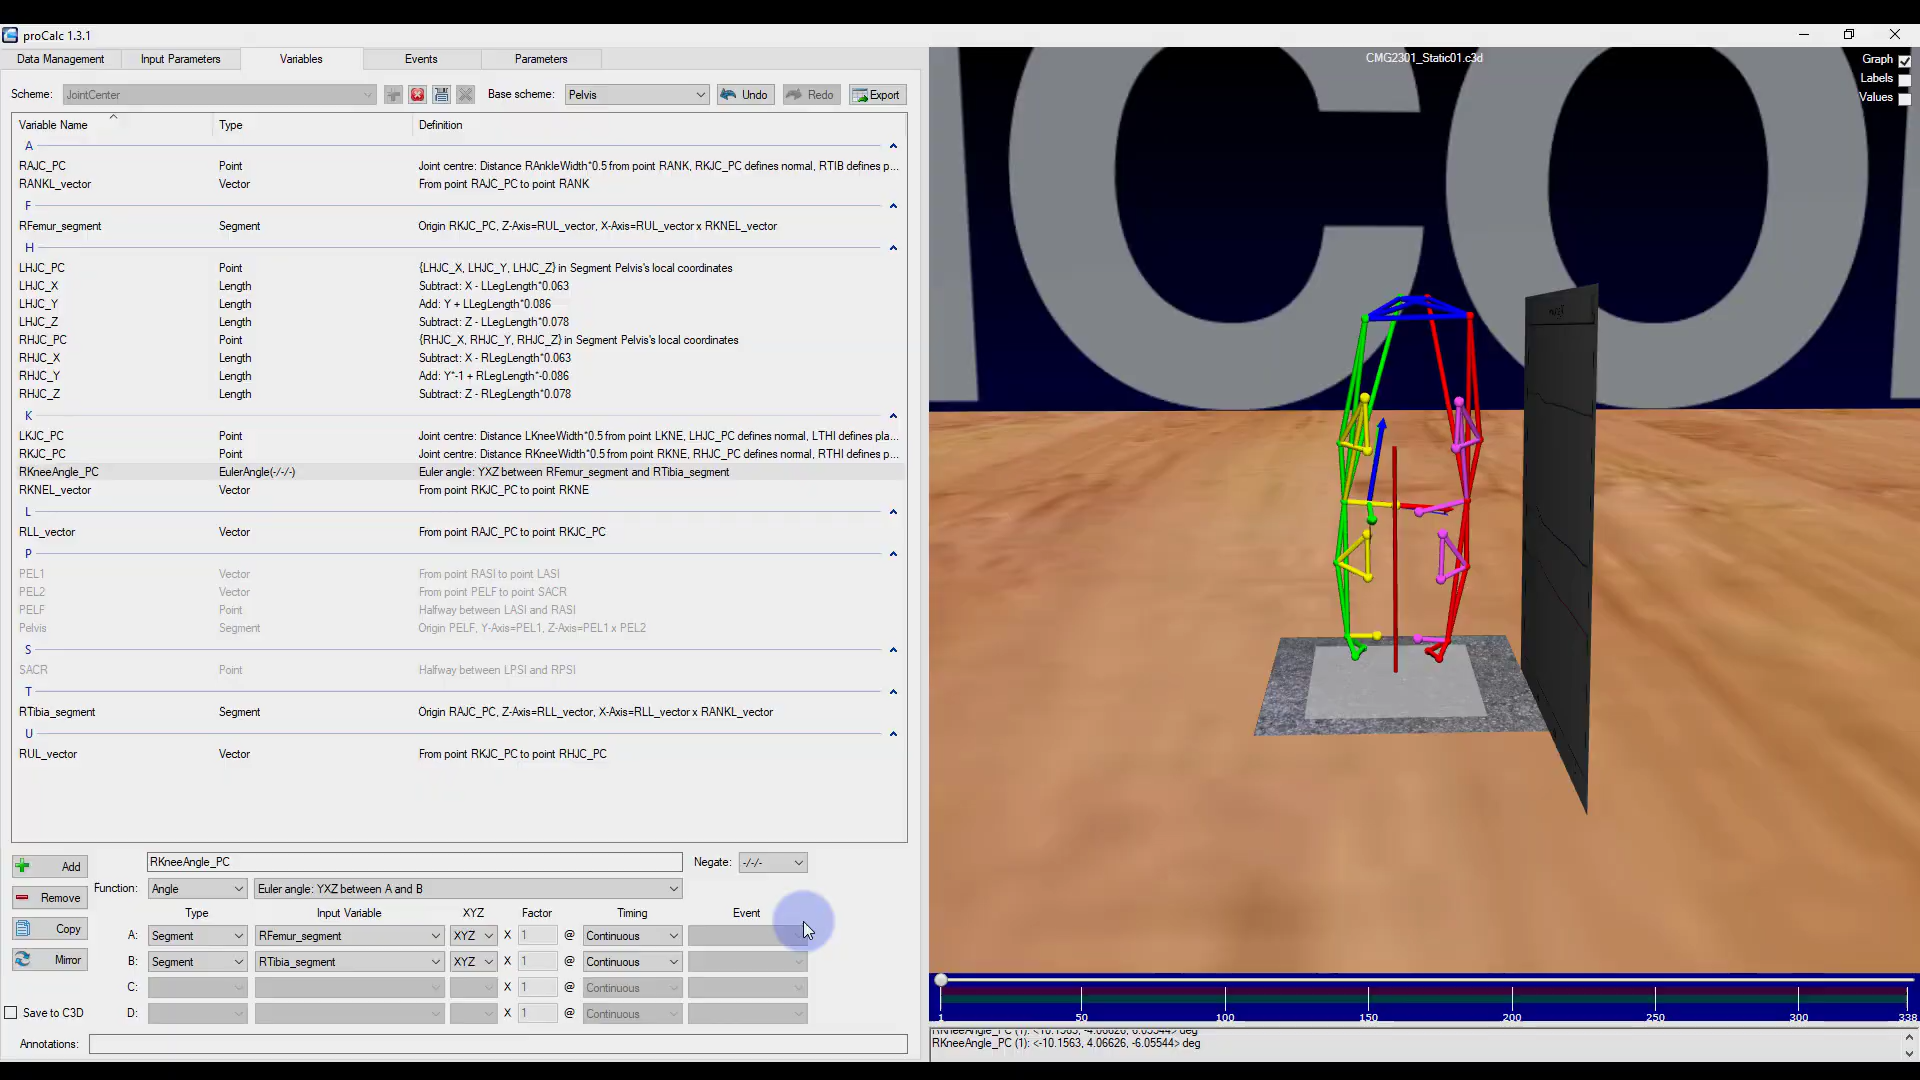 proCalc 1.3.1
Data Management Input Parameters Variables Events Parameters
Scheme: JointCenter Base scheme: Pelvis Undo Redo Export
Variable Name Type Definition
A
RAJC_PC Point Joint centre: Distance RAnkleWidth*0.5 from point RANK, RKJC_PC defines normal, RTIB defines p...
RANKL_vector Vector From point RAJC_PC to point RANK
F
RFemur_segment Segment Origin RKJC_PC, Z-Axis=RUL_vector, X-Axis=RUL_vector x RKNEL_vector
H
LHJC_PC Point {LHJC_X, LHJC_Y, LHJC_Z} in Segment Pelvis's local coordinates
LHJC_X Length Subtract: X - LLegLength*0.063
LHJC_Y Length Add: Y + LLegLength*0.086
LHJC_Z Length Subtract: Z - LLegLength*0.078
RHJC_PC Point {RHJC_X, RHJC_Y, RHJC_Z} in Segment Pelvis's local coordinates
RHJC_X Length Subtract: X - RLegLength*0.063
RHJC_Y Length Add: Y*-1 + RLegLength*-0.086
RHJC_Z Length Subtract: Z - RLegLength*0.078
K
LKJC_PC Point Joint centre: Distance LKneeWidth*0.5 from point LKNE, LHJC_PC defines normal, LTHI defines pla...
RKJC_PC Point Joint centre: Distance RKneeWidth*0.5 from point RKNE, RHJC_PC defines normal, RTHI defines pl...
RKneeAngle_PC EulerAngle(-/-/-) Euler angle: YXZ between RFemur_segment and RTibia_segment
RKNEL_vector Vector From point RKJC_PC to point RKNE
L
RLL_vector Vector From point RAJC_PC to point RKJC_PC
P
PEL1 Vector From point RASI to point LASI
PEL2 Vector From point PELF to point SACR
PELF Point Halfway between LASI and RASI
Pelvis Segment Origin PELF, Y-Axis=PEL1, Z-Axis=PEL1 x PEL2
S
SACR Point Halfway between LPSI and RPSI
T
RTibia_segment Segment Origin RAJC_PC, Z-Axis=RLL_vector, X-Axis=RLL_vector x RANKL_vector
U
RUL_vector Vector From point RKJC_PC to point RHJC_PC
Add RKneeAngle_PC Negate: -/-/-
Function: Angle Euler angle: YXZ between A and B
Remove
Type Input Variable XYZ Factor Timing Event
Copy
A: Segment RFemur_segment XYZ X 1 @ Continuous
Mirror
B: Segment RTibia_segment XYZ X 1 @ Continuous
C: X 1 @ Continuous
Save to C3D D: X 1 @ Continuous
Annotations:
CMG2301_Static01.c3d
Graph
Labels
Values
ICON
1 50 100 150 200 250 300 338
RKneeAngle_PC (1): <10.1563, -4.06626, 6.05544> deg
RKneeAngle_PC (1): <-10.1563, 4.06626, -6.05544> deg